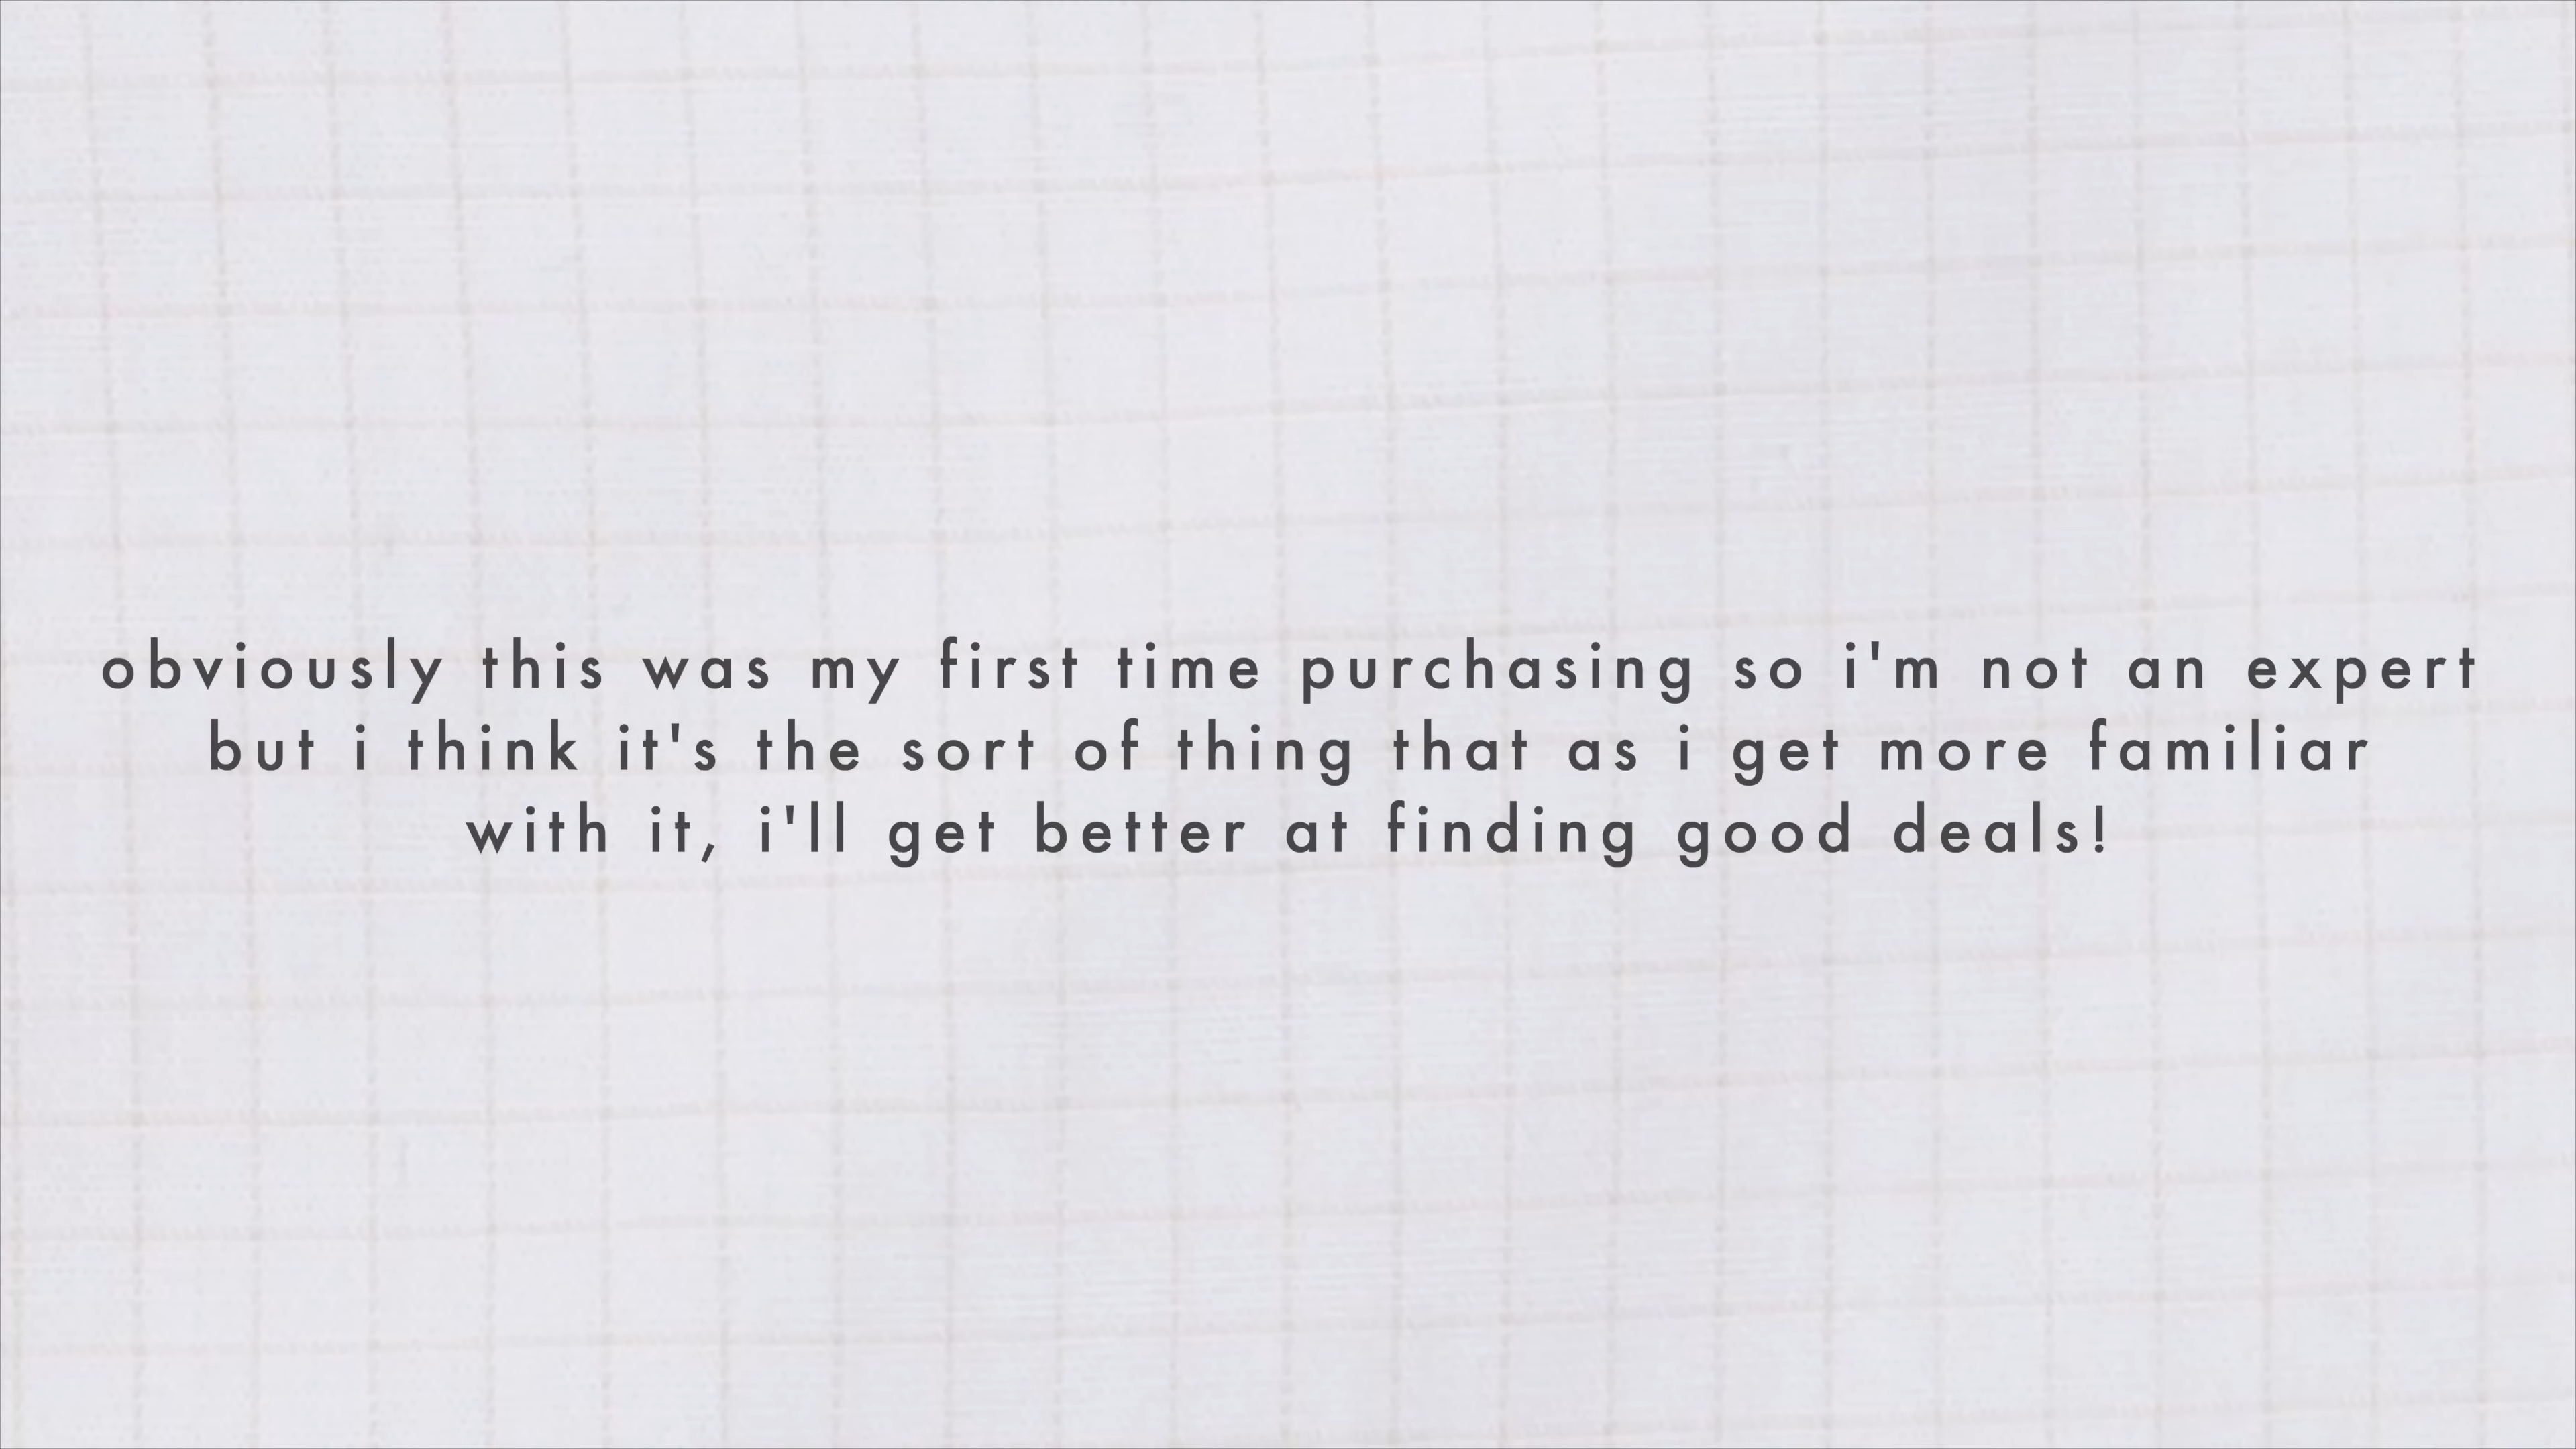 obviously this was my first time purchasing so i'm not an expert
but i think it's the sort of thing that as i get more familiar
with it, i'll get better at finding good deals!